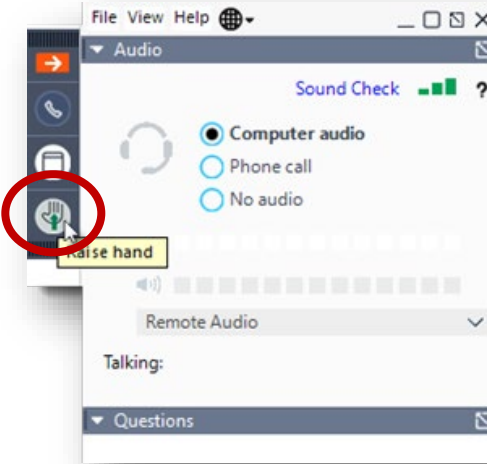 File View Help
Audio
Sound Check ?
Computer audio
Phone call
No audio
Raise hand
Remote Audio
Talking:
Questions